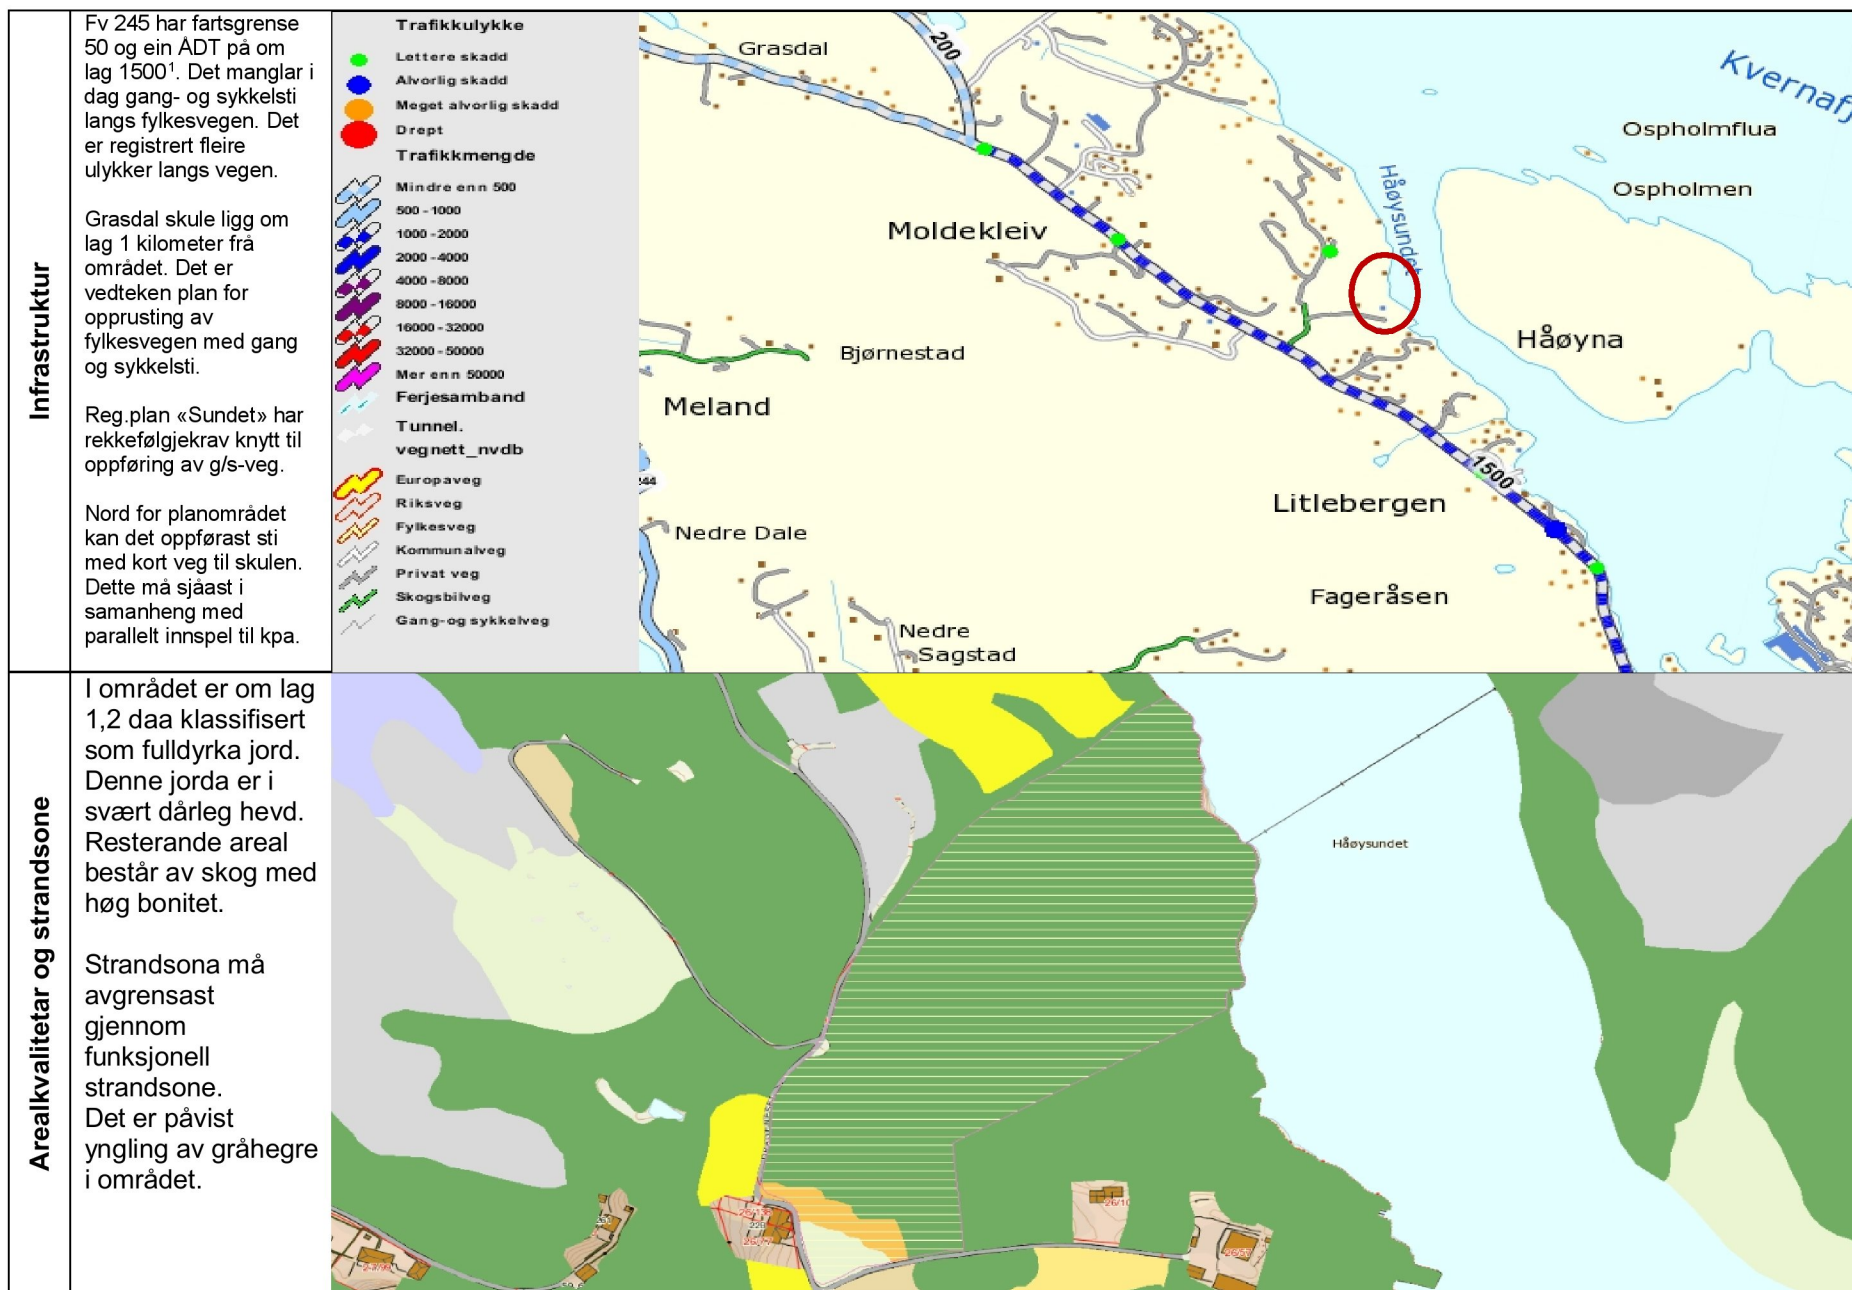 Infrastruktur
Fv 245 har fartsgrense
50 og ein ÅDT på om
lag 1500¹. Det manglar i
dag gang- og sykkelsti
langs fylkesvegen. Det
er registrert fleire
ulykker langs vegen.
Grasdal skule ligg om
lag 1 kilometer frå
området. Det er
vedteken plan for
opprusting av
fylkesvegen med gang
og sykkelsti.
Reg.plan «Sundet» har
rekkefølgjekrav knytt til
oppføring av g/s-veg.
Nord for planområdet
kan det oppførast sti
med kort veg til skulen.
Dette må sjåast i
samanheng med
parallelt innspel til kpa.
Trafikkulykke
Lettere skadd
Alvorlig skadd
Meget alvorlig skadd
Drept
Trafikkmengde
Mindre enn 500
500 - 1000
1000 - 2000
2000 - 4000
4000 - 8000
8000 - 16000
16000 - 32000
32000 - 50000
Mer enn 50000
Ferjesamband
Tunnel.
vegnett_nvdb
Europaveg
Riksveg
Fylkesveg
Kommunalveg
Privat veg
Skogsbilveg
Gang-og sykkelveg
Grasdal
200
Kvernafj
Ospholmflua
Ospholmen
Håøysundet
Moldekleiv
Håøyna
Bjørnestad
Meland
1500
Litlebergen
Nedre Dale
Fageråsen
Nedre
Sagstad
Arealkvalitetar og strandsone
I området er om lag
1,2 daa klassifisert
som fulldyrka jord.
Denne jorda er i
svært dårleg hevd.
Resterande areal
består av skog med
høg bonitet.
Strandsona må
avgrensast
gjennom
funksjonell
strandsone.
Det er påvist
yngling av gråhegre
i området.
Håøysundet
26/57